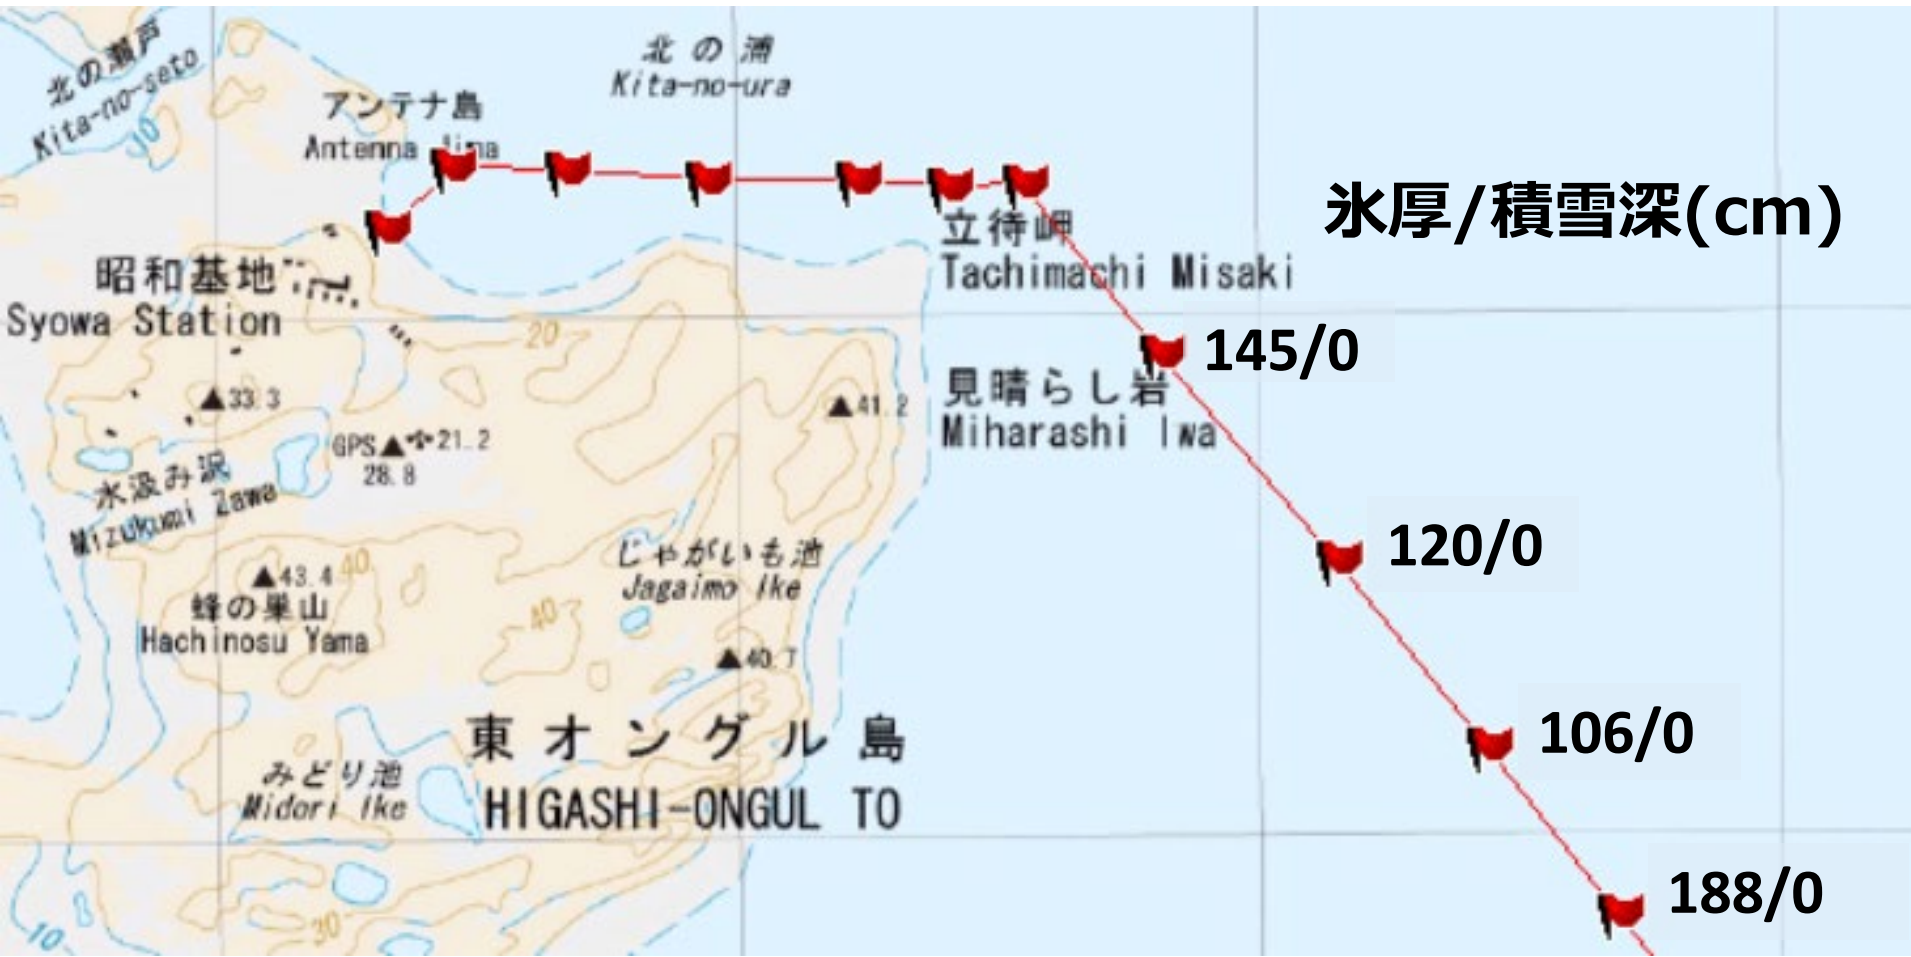 北の瀬戸
Kita-no-seto
10
北の浦
Kita-no-ura
アンテナ島
Antenna
氷厚/積雪深(cm)
立待岬
Tachimachi Misaki
昭和基地
Syowa Station
20
145/0
見晴らし岩
Miharashi Iwa
33.3
41.2
GPS
21.2
28.8
水汲み沢
Mizukumi Zawa
120/0
じゃがいも池
Jagaimo Ike
43.4
40
蜂の巣山
Hachinosu Yama
40
40.7
106/0
東オングル島
HIGASHI-ONGUL TO
みどり池
Midori Ike
188/0
30
10